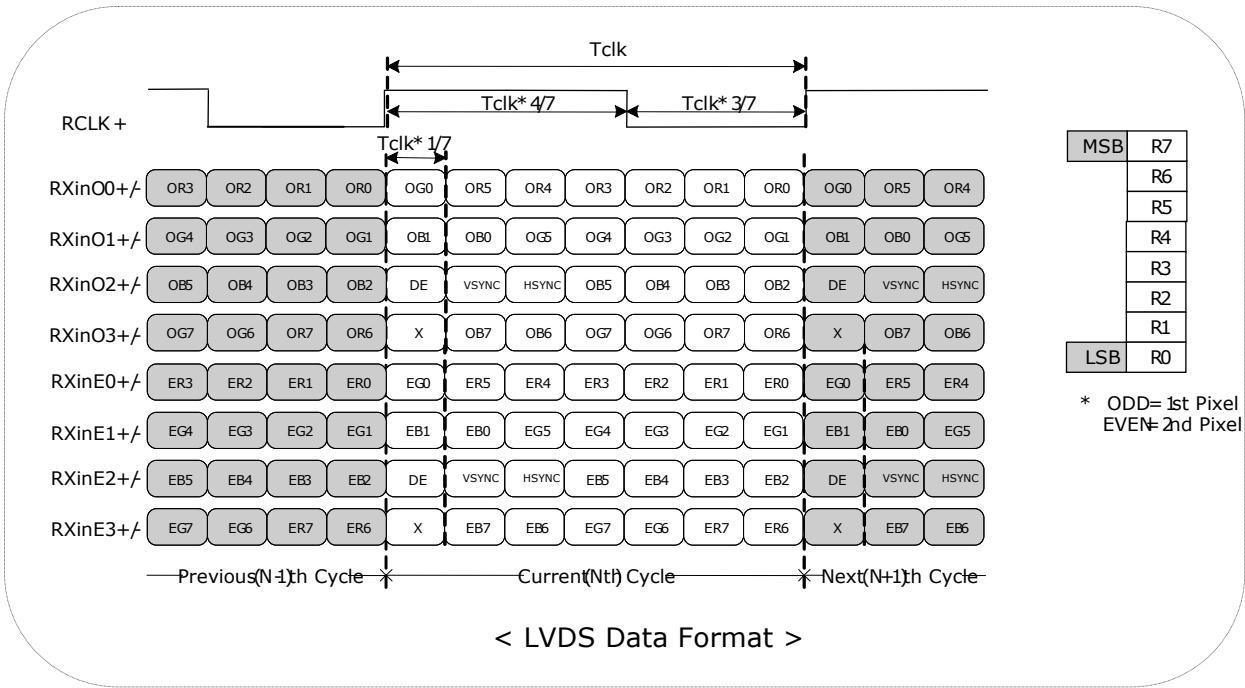 Tclk
Tclk* 4/7 Tclk* 3/7
RCLK +
Tclk* 1/7
RXinO0+/- OR3 OR2 OR1 OR0 OG0 OR5 OR4 OR3 OR2 OR1 OR0 OG0 OR5 OR4
RXinO1+/- OG4 OG3 OG2 OG1 OB1 OB0 OG5 OG4 OG3 OG2 OG1 OB1 OB0 OG5
RXinO2+/- OB5 OB4 OB3 OB2 DE VSYNC HSYNC OB5 OB4 OB3 OB2 DE VSYNC HSYNC
RXinO3+/- OG7 OG6 OR7 OR6 X OB7 OB6 OG7 OG6 OR7 OR6 X OB7 OB6
RXinE0+/- ER3 ER2 ER1 ER0 EG0 ER5 ER4 ER3 ER2 ER1 ER0 EG0 ER5 ER4
RXinE1+/- EG4 EG3 EG2 EG1 EB1 EB0 EG5 EG4 EG3 EG2 EG1 EB1 EB0 EG5
RXinE2+/- EB5 EB4 EB3 EB2 DE VSYNC HSYNC EB5 EB4 EB3 EB2 DE VSYNC HSYNC
RXinE3+/- EG7 EG6 ER7 ER6 X EB7 EB6 EG7 EG6 ER7 ER6 X EB7 EB6
Previous(N-1)th Cycle Current(Nth) Cycle Next(N+1)th Cycle
MSB R7
R6
R5
R4
R3
R2
R1
LSB R0
* ODD= 1st Pixel
EVEN= 2nd Pixel
< LVDS Data Format >